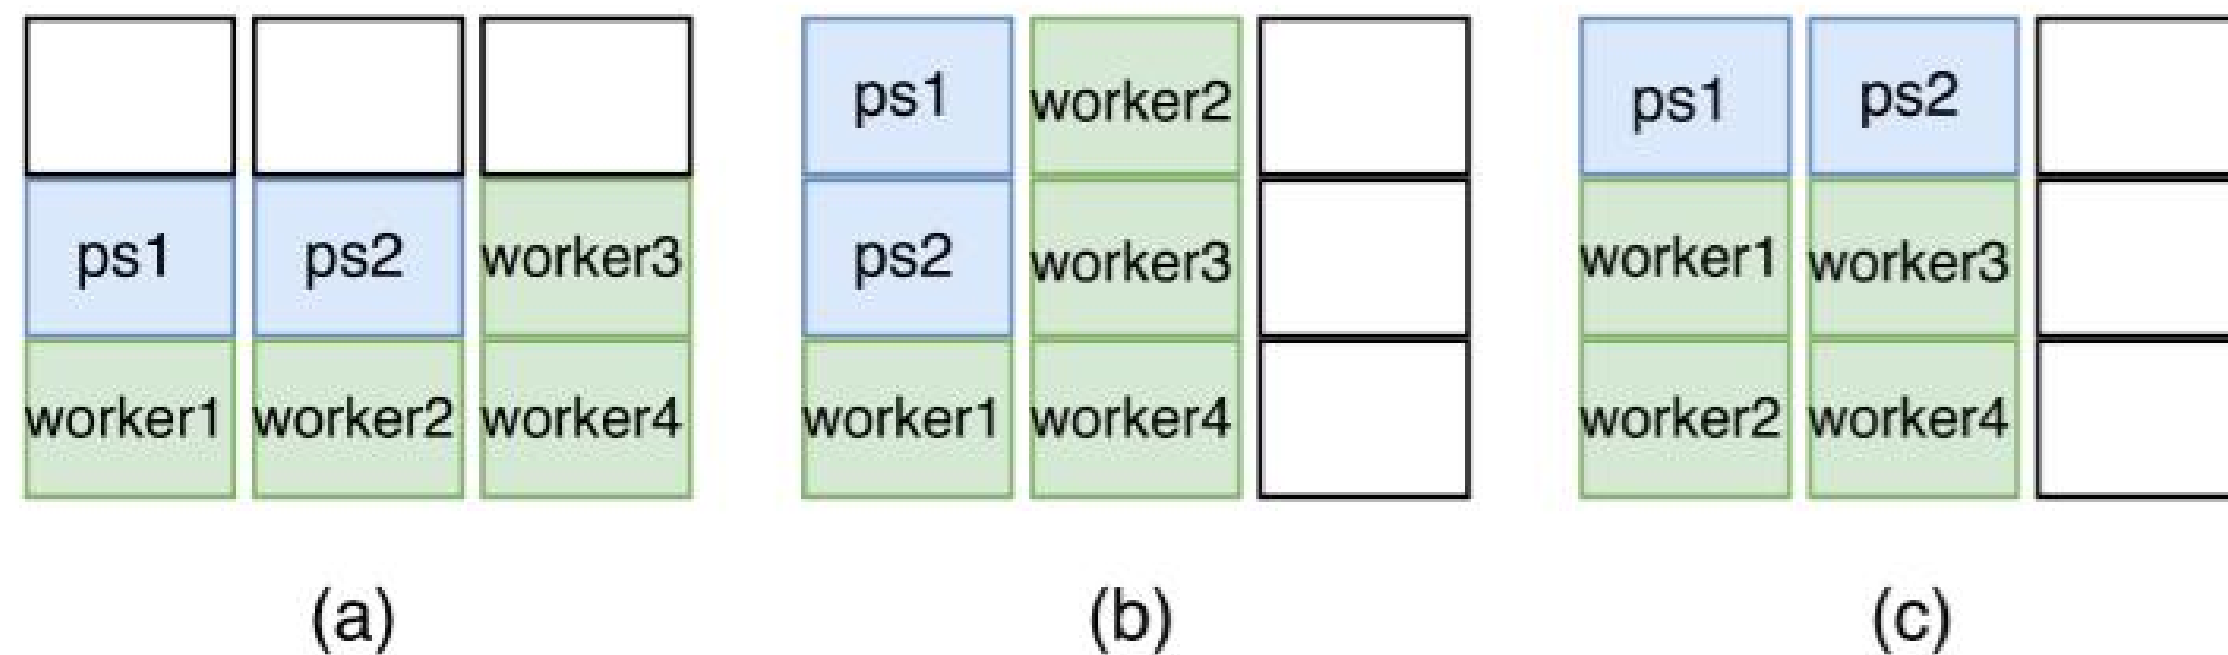 ps1 worker2 ps1 ps2
ps1 ps2 worker3 ps2 worker3 worker1 worker3
worker1 worker2 worker4 worker1 worker4 worker2 worker4
(a) (b) (c)